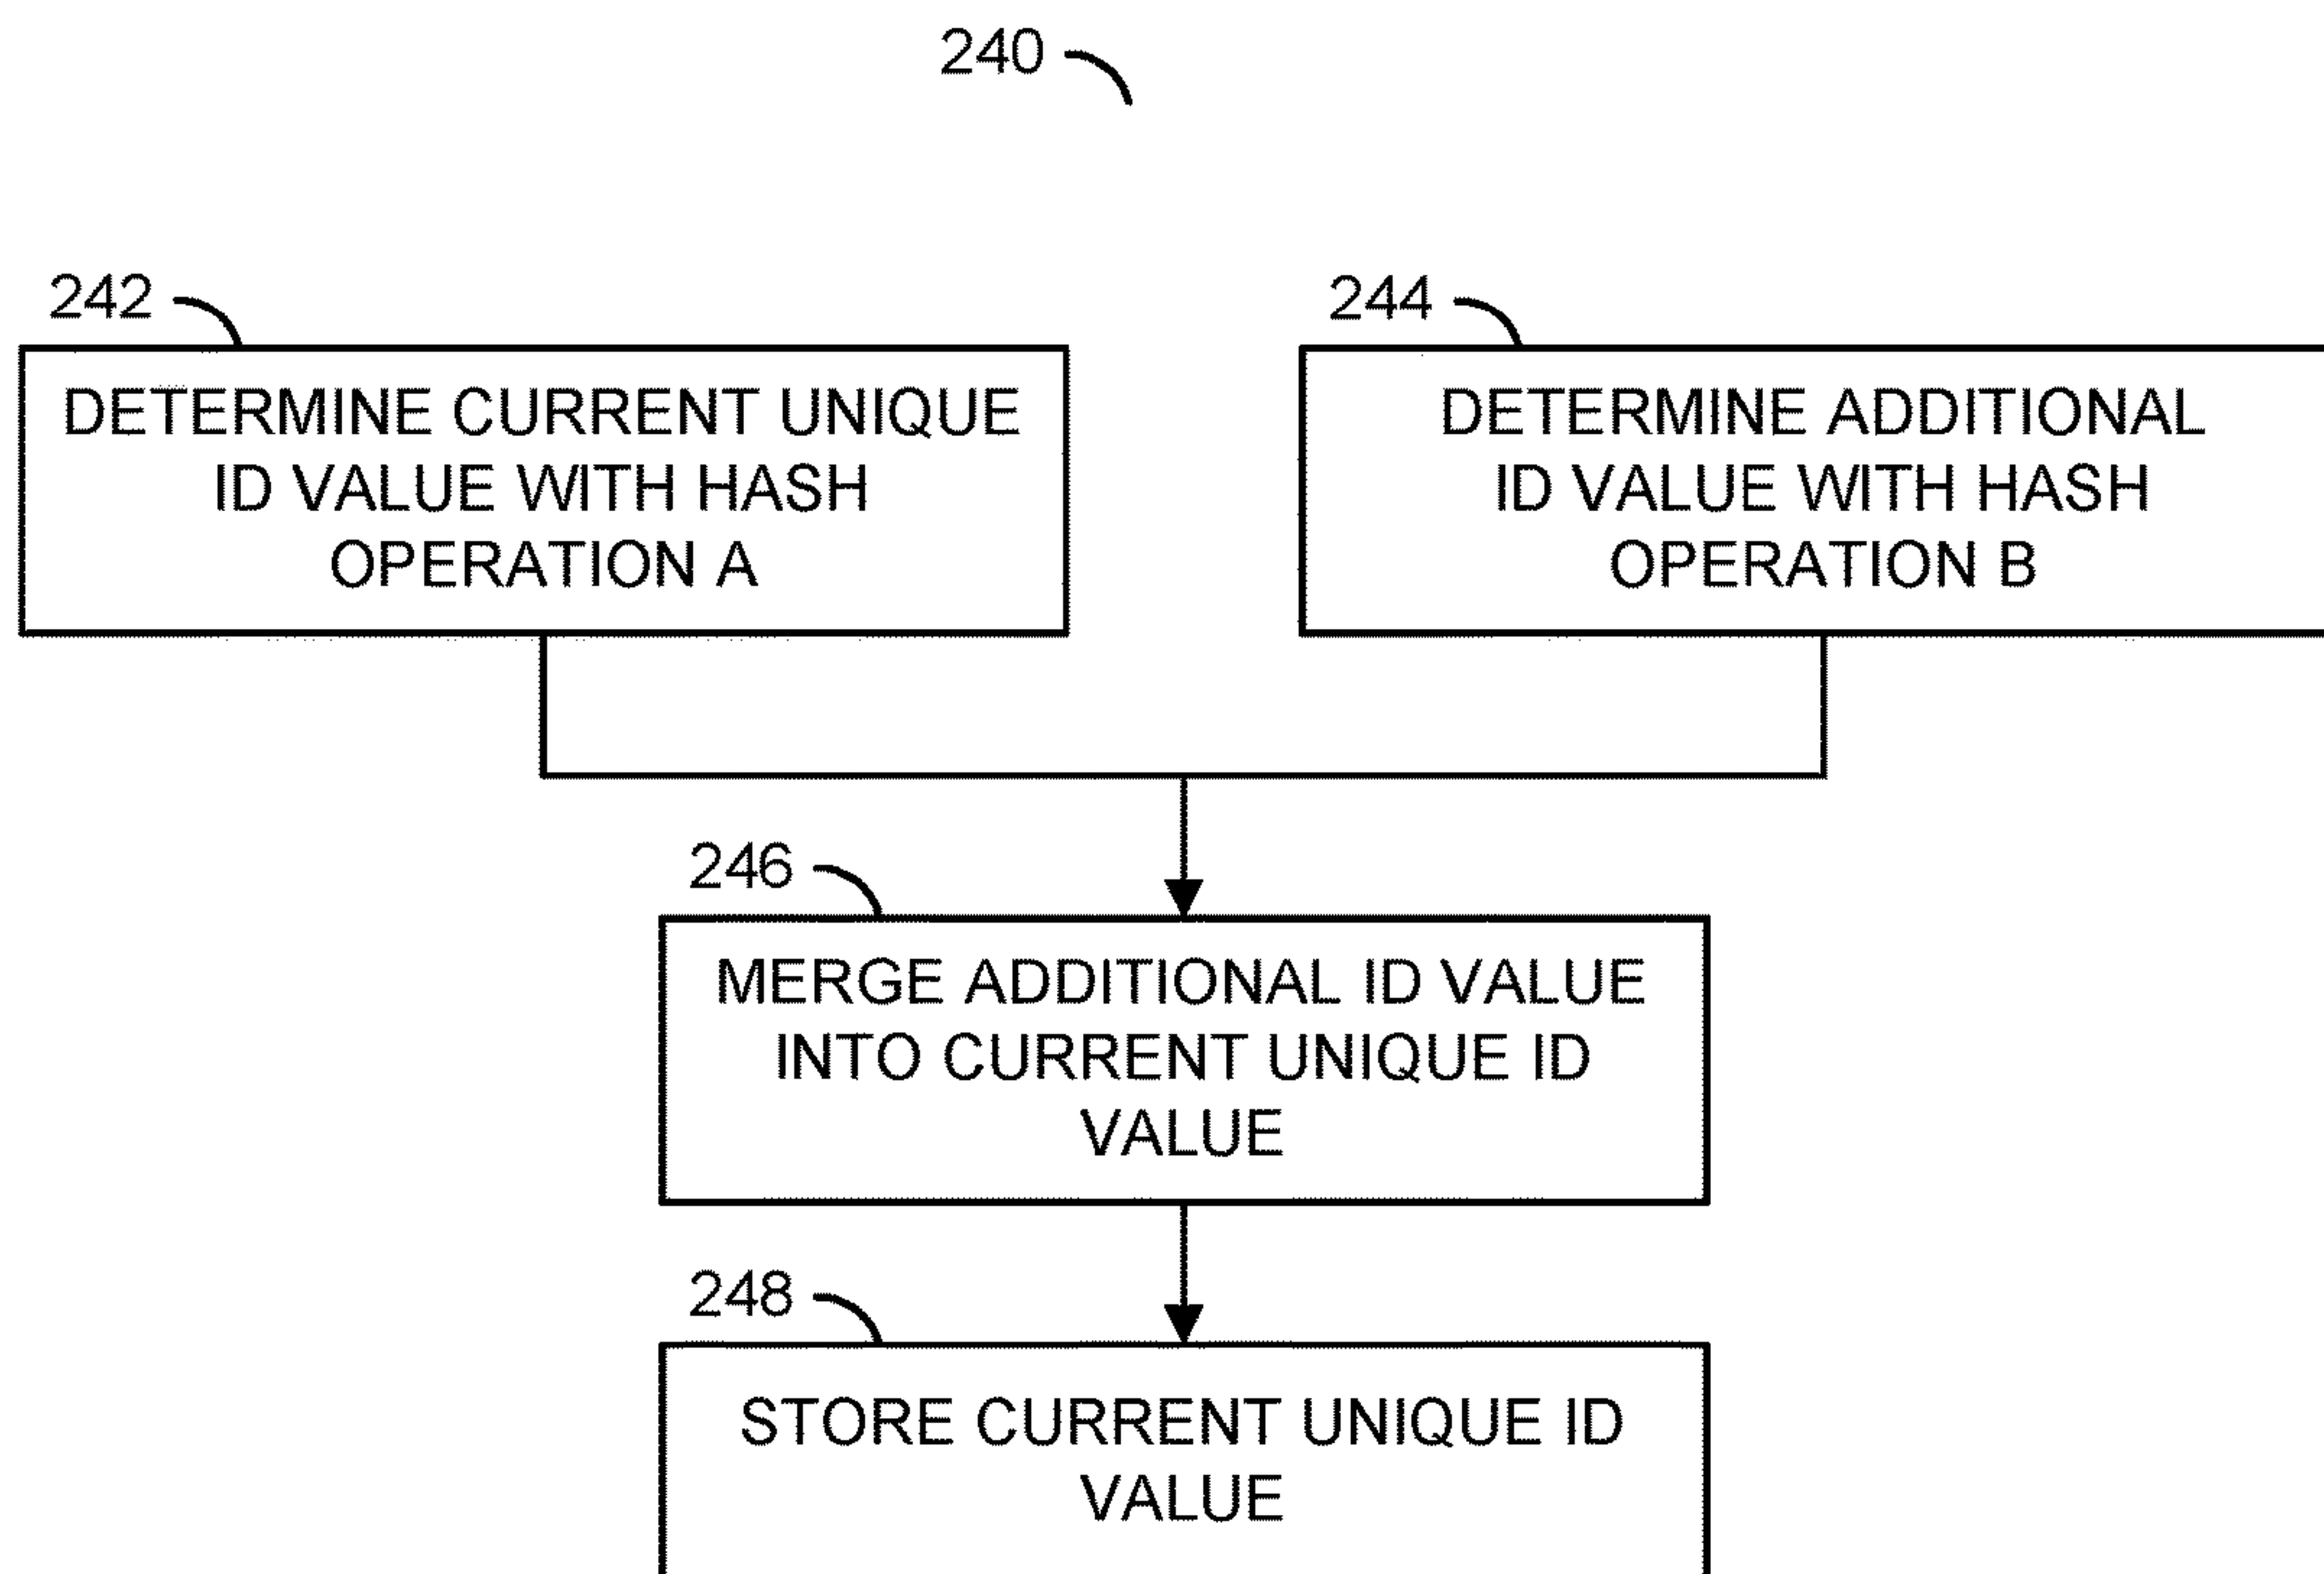 240
242
DETERMINE CURRENT UNIQUE
ID VALUE WITH HASH
OPERATION A
244
DETERMINE ADDITIONAL
ID VALUE WITH HASH
OPERATION B
246
MERGE ADDITIONAL ID VALUE
INTO CURRENT UNIQUE ID
VALUE
248
STORE CURRENT UNIQUE ID
VALUE